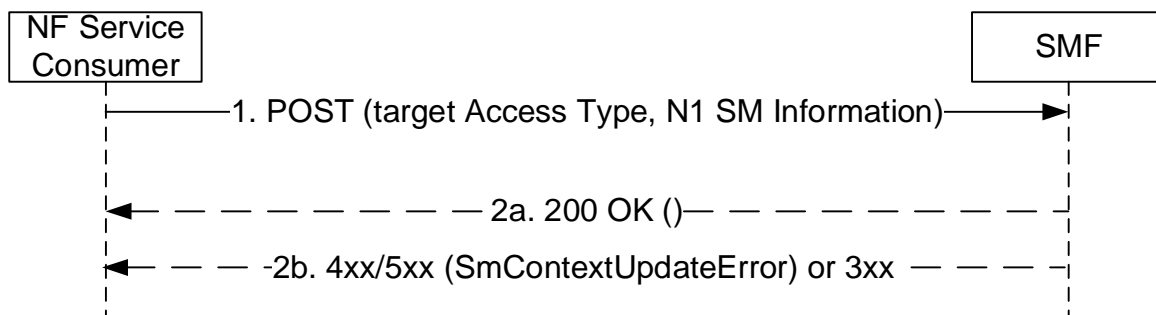 NF Service
Consumer
SMF
1. POST (target Access Type, N1 SM Information)
2a. 200 OK ()
2b. 4xx/5xx (SmContextUpdateError) or 3xx